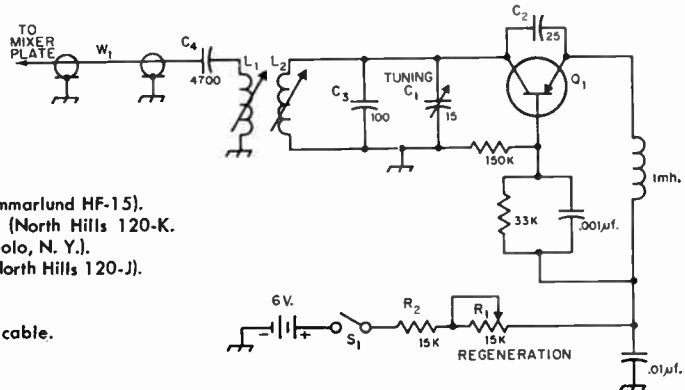 TO
MIXER
PLATE
W1
C4
4700
L1
L2
C3
100
TUNING
C1
15
C2
25
Q1
150K
1mh.
33K
.001µf.
mmarlund HF-15).
(North Hills 120-K.
olo, N. Y.).
North Hills 120-J).
cable.
6V.
- +
S1
R2
15K
R1
15K
REGENERATION
.01µf.